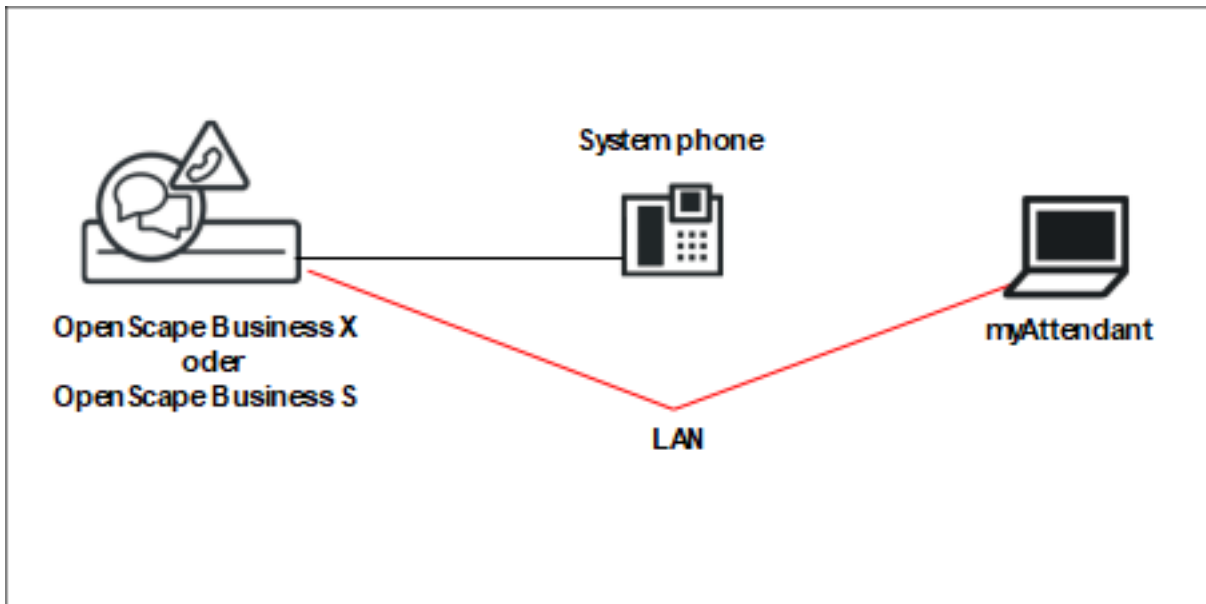 System phone
OpenScape Business X
oder
OpenScape Business S
myAttendant
LAN